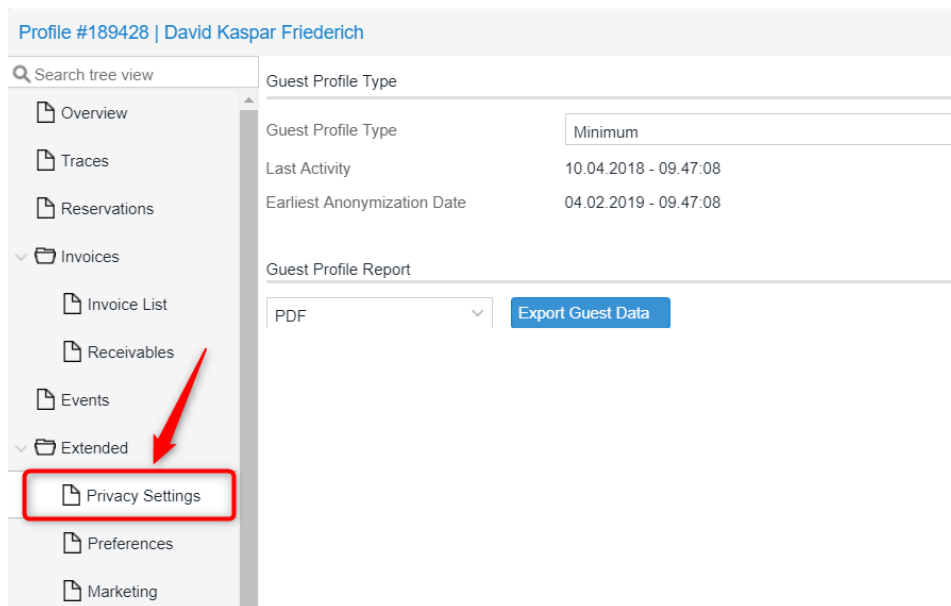 Profile #189428 | David Kaspar Friederich
Search tree view
Overview
Traces
Reservations
Invoices
Invoice List
Receivables
Events
Extended
Privacy Settings
Preferences
Marketing
Guest Profile Type
Guest Profile Type Minimum
Last Activity 10.04.2018 - 09.47:08
Earliest Anonymization Date 04.02.2019 - 09.47:08
Guest Profile Report
PDF Export Guest Data